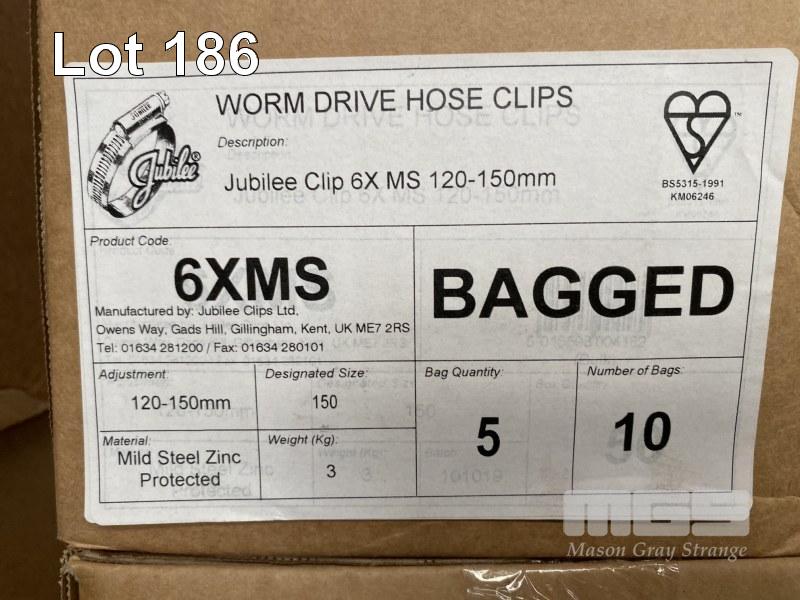 Lot 186
WORM DRIVE HOSE CLIPS
JUBILEE
Jubilee®
Description:
Jubilee Clip 6X MS 120-150mm
™
BS5315-1991
KM06246
Product Code:
6XMS
Manufactured by: Jubilee Clips Ltd,
Owens Way, Gads Hill, Gillingham, Kent, UK ME7 2RS
Tel: 01634 281200 / Fax: 01634 280101
BAGGED
Adjustment:
120-150mm
Designated Size:
150
Bag Quantity:
5
Number of Bags:
10
Material:
Mild Steel Zinc
Protected
Weight (Kg):
3
MGS
Mason Gray Strange